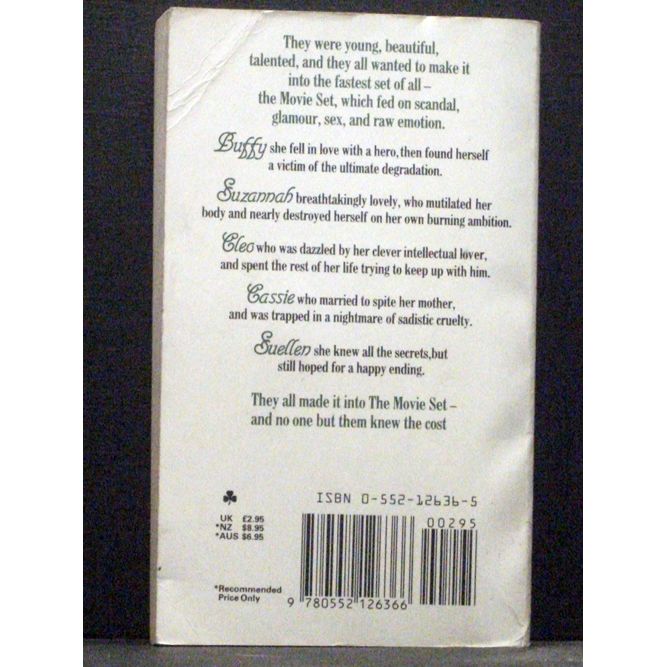 They were young, beautiful,
talented, and they all wanted to make it
into the fastest set of all –
the Movie Set, which fed on scandal,
glamour, sex, and raw emotion.
Buffy she fell in love with a hero, then found herself
a victim of the ultimate degradation.
Suzannah breathtakingly lovely, who mutilated her
body and nearly destroyed herself on her own burning ambition.
Cleo who was dazzled by her clever intellectual lover,
and spent the rest of her life trying to keep up with him.
Cassie who married to spite her mother,
and was trapped in a nightmare of sadistic cruelty.
Suellen she knew all the secrets, but
still hoped for a happy ending.
They all made it into The Movie Set –
and no one but them knew the cost
ISBN 0-552-12636-5
UK £2.95
*NZ $8.95
*AUS $6.95
00295
*Recommended
Price Only
9 780552 126366